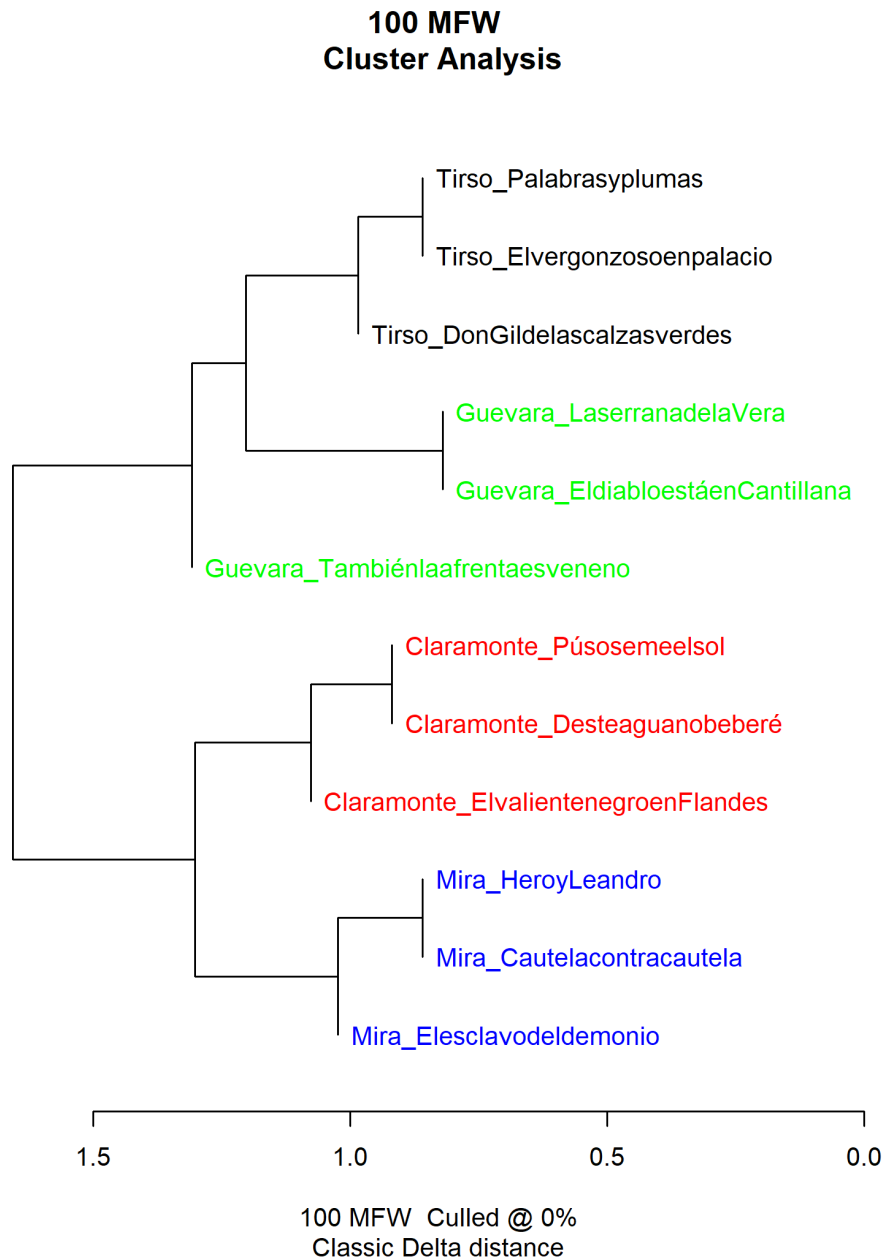 100 MFW
Cluster Analysis
Tirso_Palabrasyplumas
Tirso_Elvergonzosoenpalacio
Tirso_DonGildelascalzasverdes
Guevara_LaserranadelaVera
Guevara_EldiabloestáenCantillana
Guevara_Tambiénlaafrentaesveneno
Claramonte_Púsosemeelsol
Claramonte_Desteaguanobeberé
Claramonte_ElvalientenegroenFlandes
Mira_HeroyLeandro
Mira_Cautelacontracautela
Mira_Elesclavodeldemonio
1.5 1.0 0.5 0.0
100 MFW Culled @ 0%
Classic Delta distance